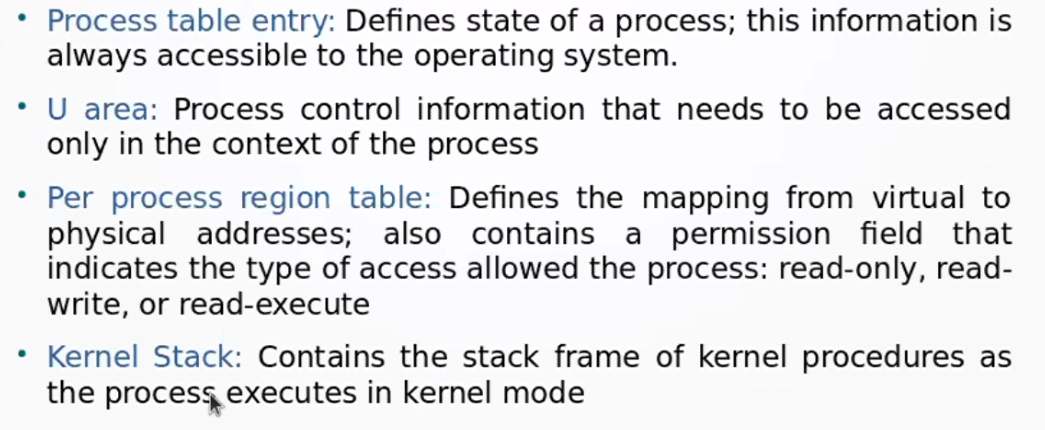 • Process table entry: Defines state of a process; this information is
always accessible to the operating system.
• U area: Process control information that needs to be accessed
only in the context of the process
• Per process region table: Defines the mapping from virtual to
physical addresses; also contains a permission field that
indicates the type of access allowed the process: read-only, read-
write, or read-execute
• Kernel Stack: Contains the stack frame of kernel procedures as
the process executes in kernel mode